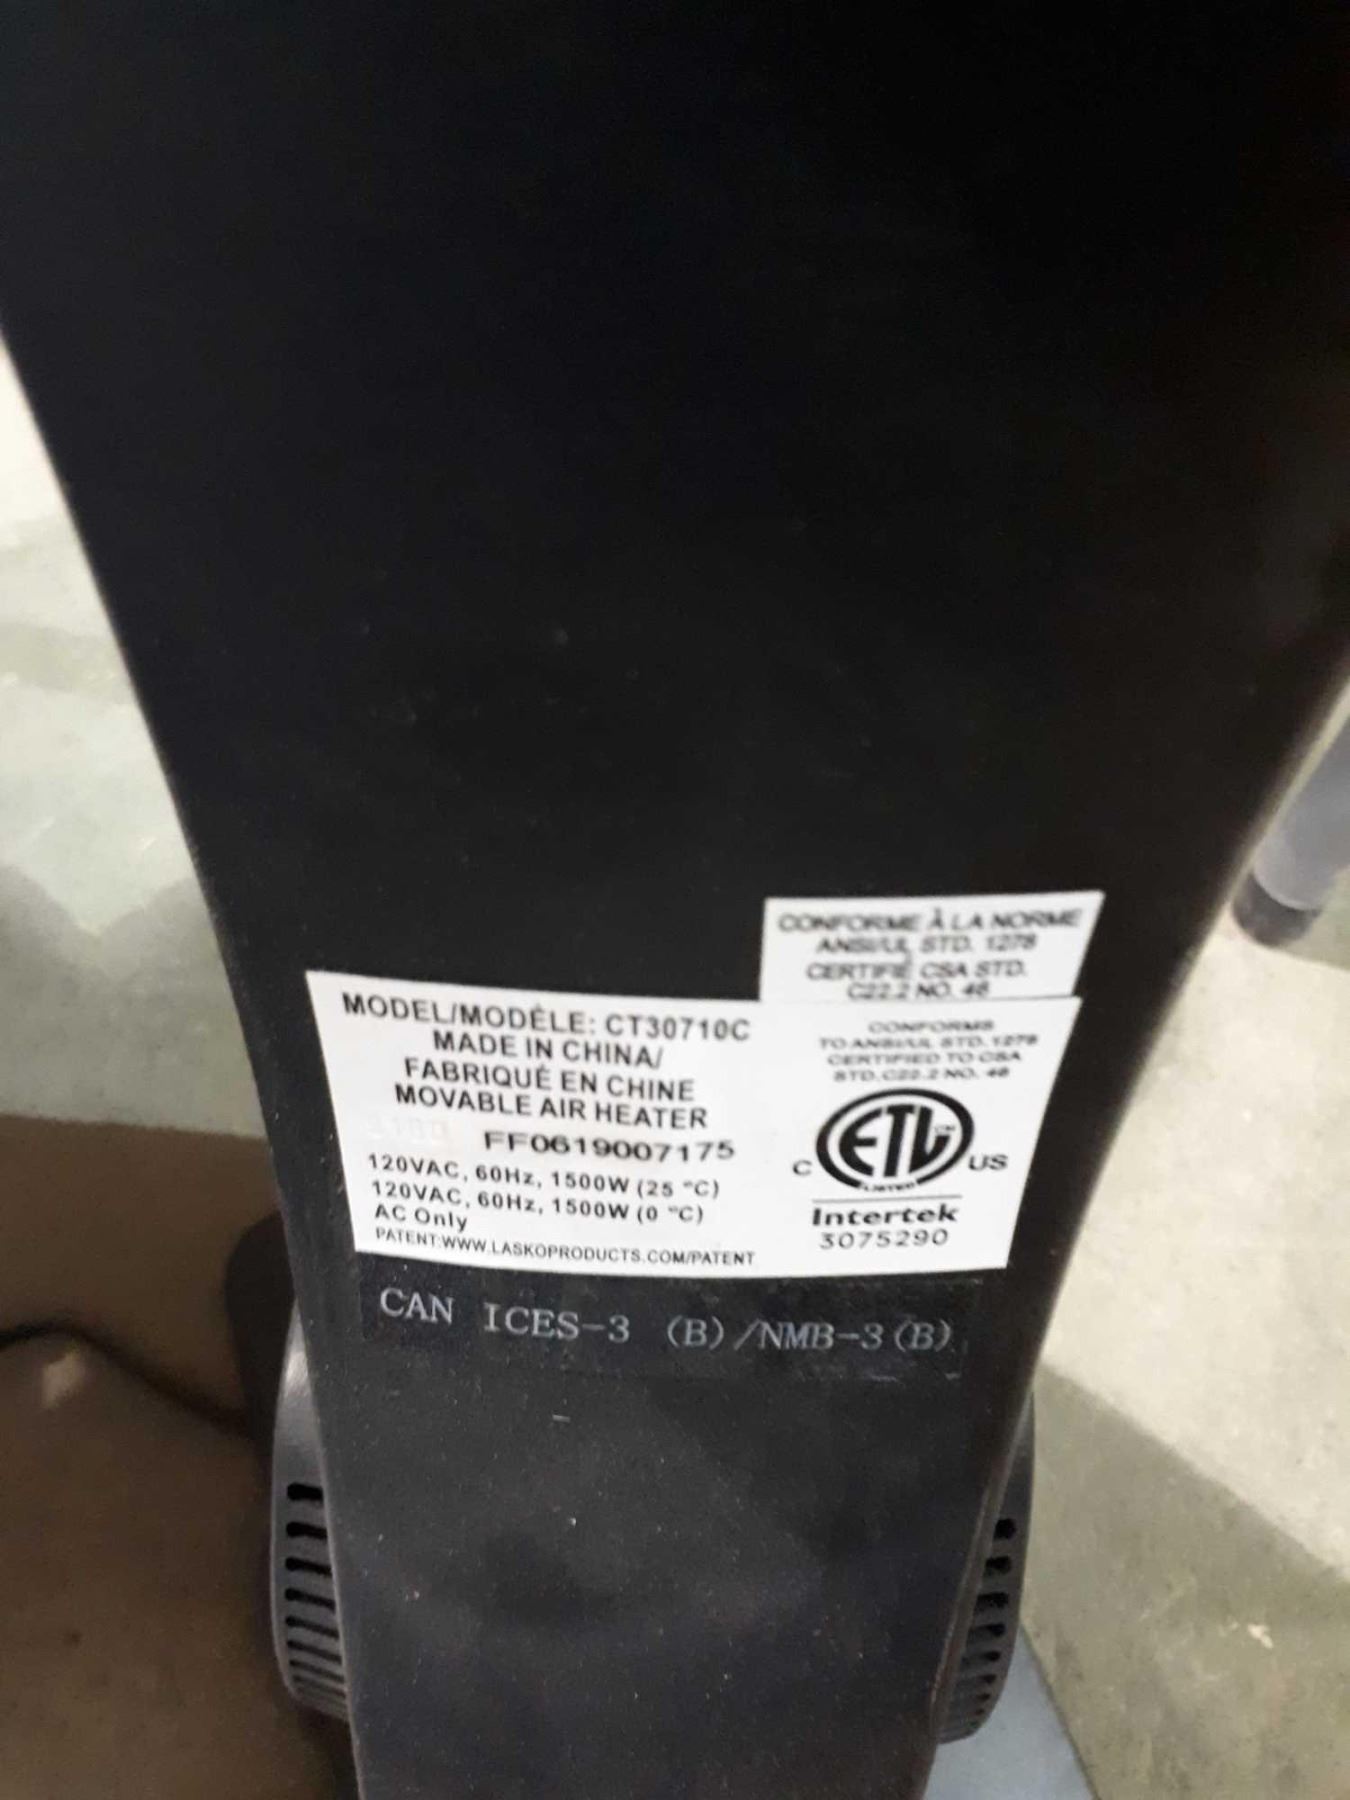 CONFORME À LA NORME
ANSI/UL STD. 1278
CERTIFIÉ CSA STD.
C22.2 NO. 46
MODEL/MODÈLE: CT30710C
MADE IN CHINA/
FABRIQUÉ EN CHINE
MOVABLE AIR HEATER
FF0619007175
120VAC, 60Hz, 1500W (25 °C)
120VAC, 60Hz, 1500W (0 °C)
AC Only
PATENT:WWW.LASKOPRODUCTS.COM/PATENT
CONFORMS
TO ANSI/UL STD. 1278
CERTIFIED TO CSA
STD.C22.2 NO. 46
C ETL US
LISTED
Intertek
3075290
CAN ICES-3 (B)/NMB-3(B)